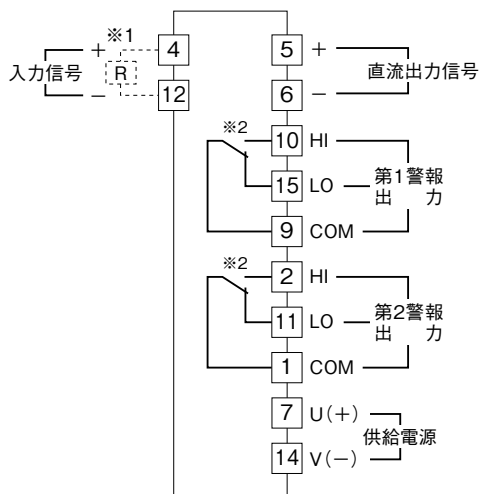 ※1
入力信号
+
R
−
4
12
5 +
6 −
直流出力信号
※2
10 HI
15 LO
9 COM
第1警報
出　力
※2
2 HI
11 LO
1 COM
第2警報
出　力
7 U(+)
14 V(−)
供給電源